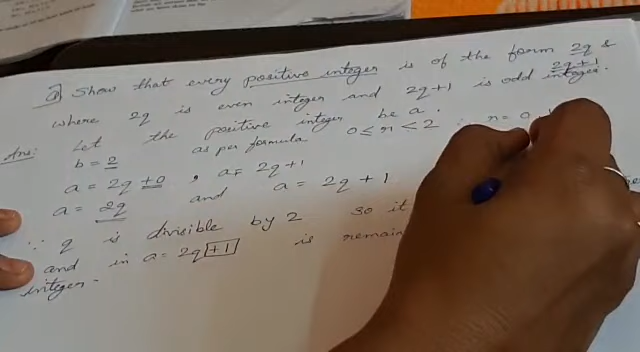 Q) Show that every positive integer is of the form 2q &
2q+1
where 2q is even integer and 2q+1 is odd integer.
Ans: Let the positive integer be a.
b = 2 as per formula 0 ≤ r < 2 ∴ r = 0
a = 2q + 0 , a = 2q+1
a = 2q and a = 2q + 1
∵ q is divisible by 2 so it
and in a = 2q +1 is remain
integer.